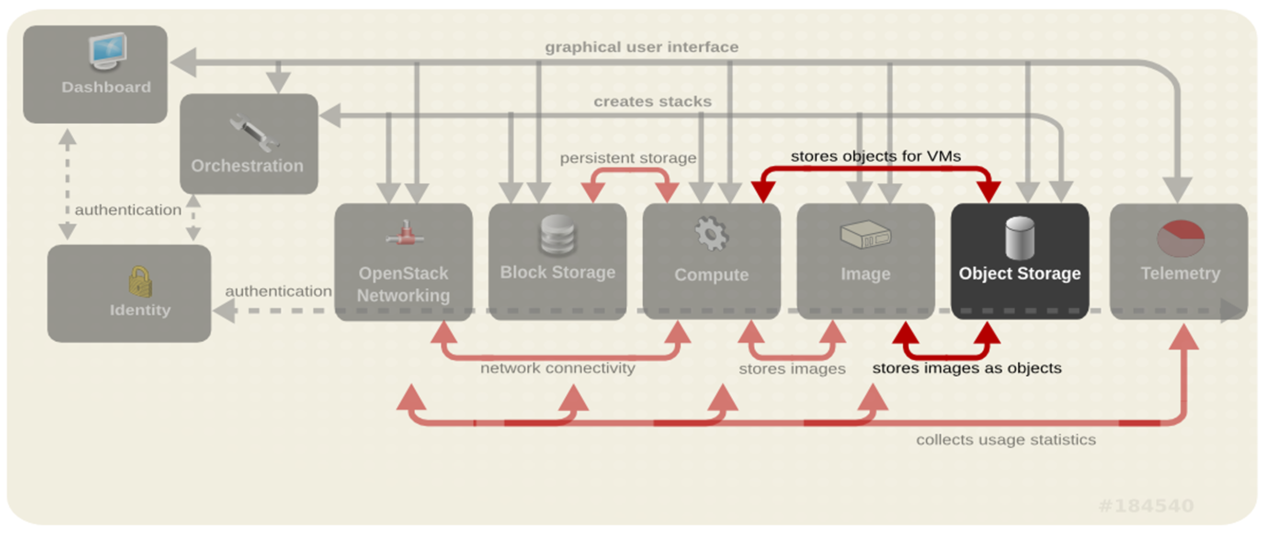 graphical user interface
Dashboard
creates stacks
Orchestration
persistent storage
stores objects for VMs
authentication
OpenStack
Networking
Block Storage
Compute
Image
Object Storage
Telemetry
Identity
authentication
network connectivity
stores images
stores images as objects
collects usage statistics
#184540